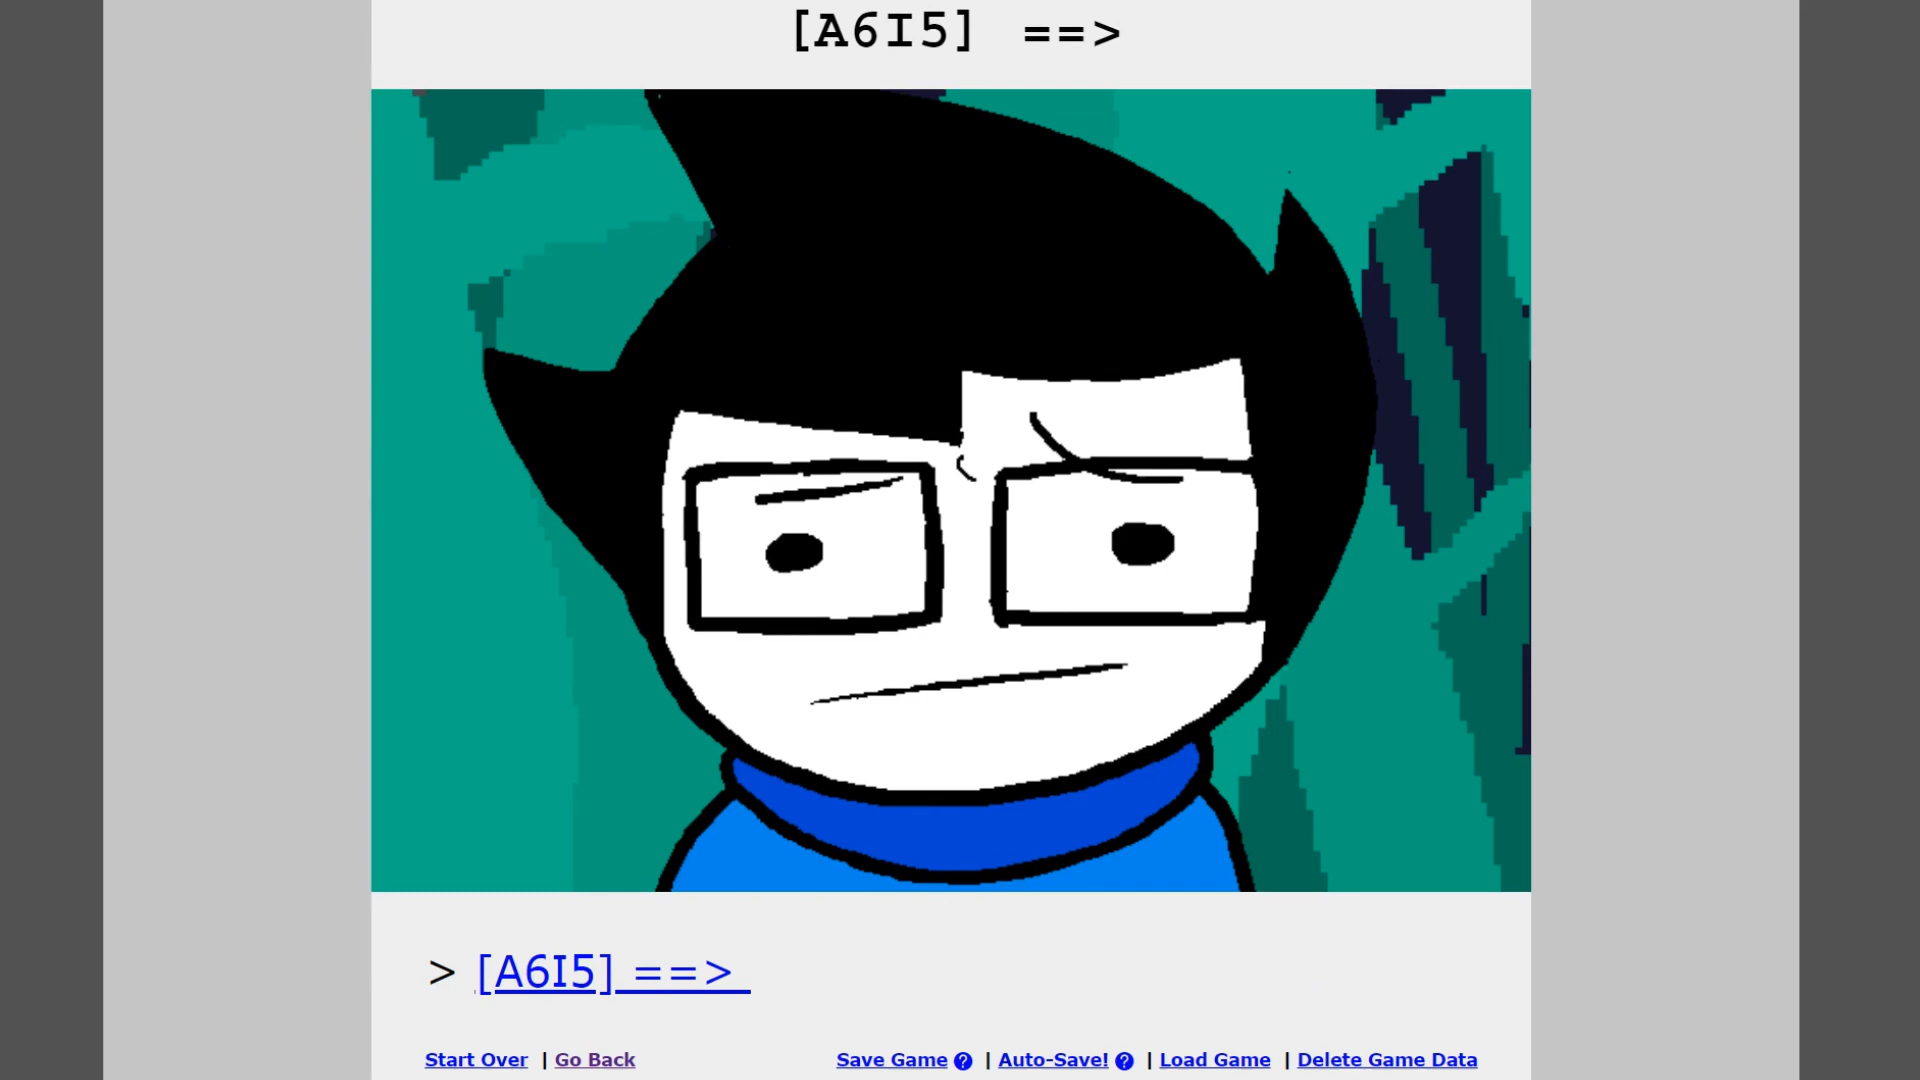 [A6I5] ==>
> [A6I5] ==>
Start Over | Go Back Save Game ? | Auto-Save! ? | Load Game | Delete Game Data